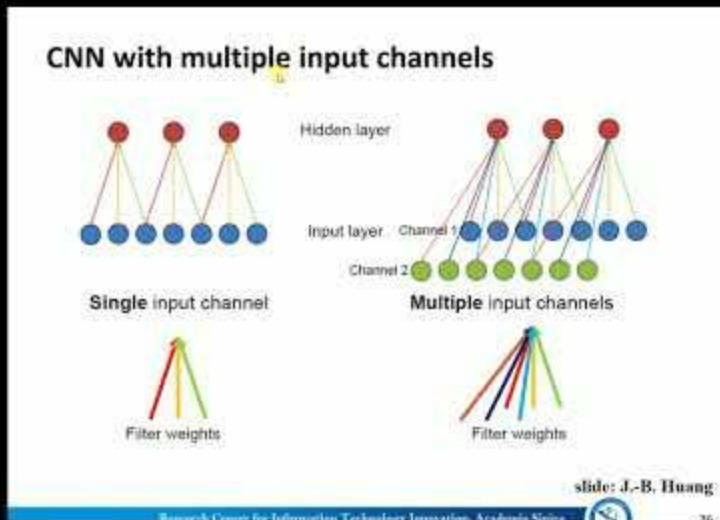 CNN with multiple input channels
Hidden layer
Input layer
Channel 1
Channel 2
Single input channel
Multiple input channels
Filter weights
Filter weights
slide: J.-B. Huang
Research Center for Information Technology Innovation, Academia Sinica
26